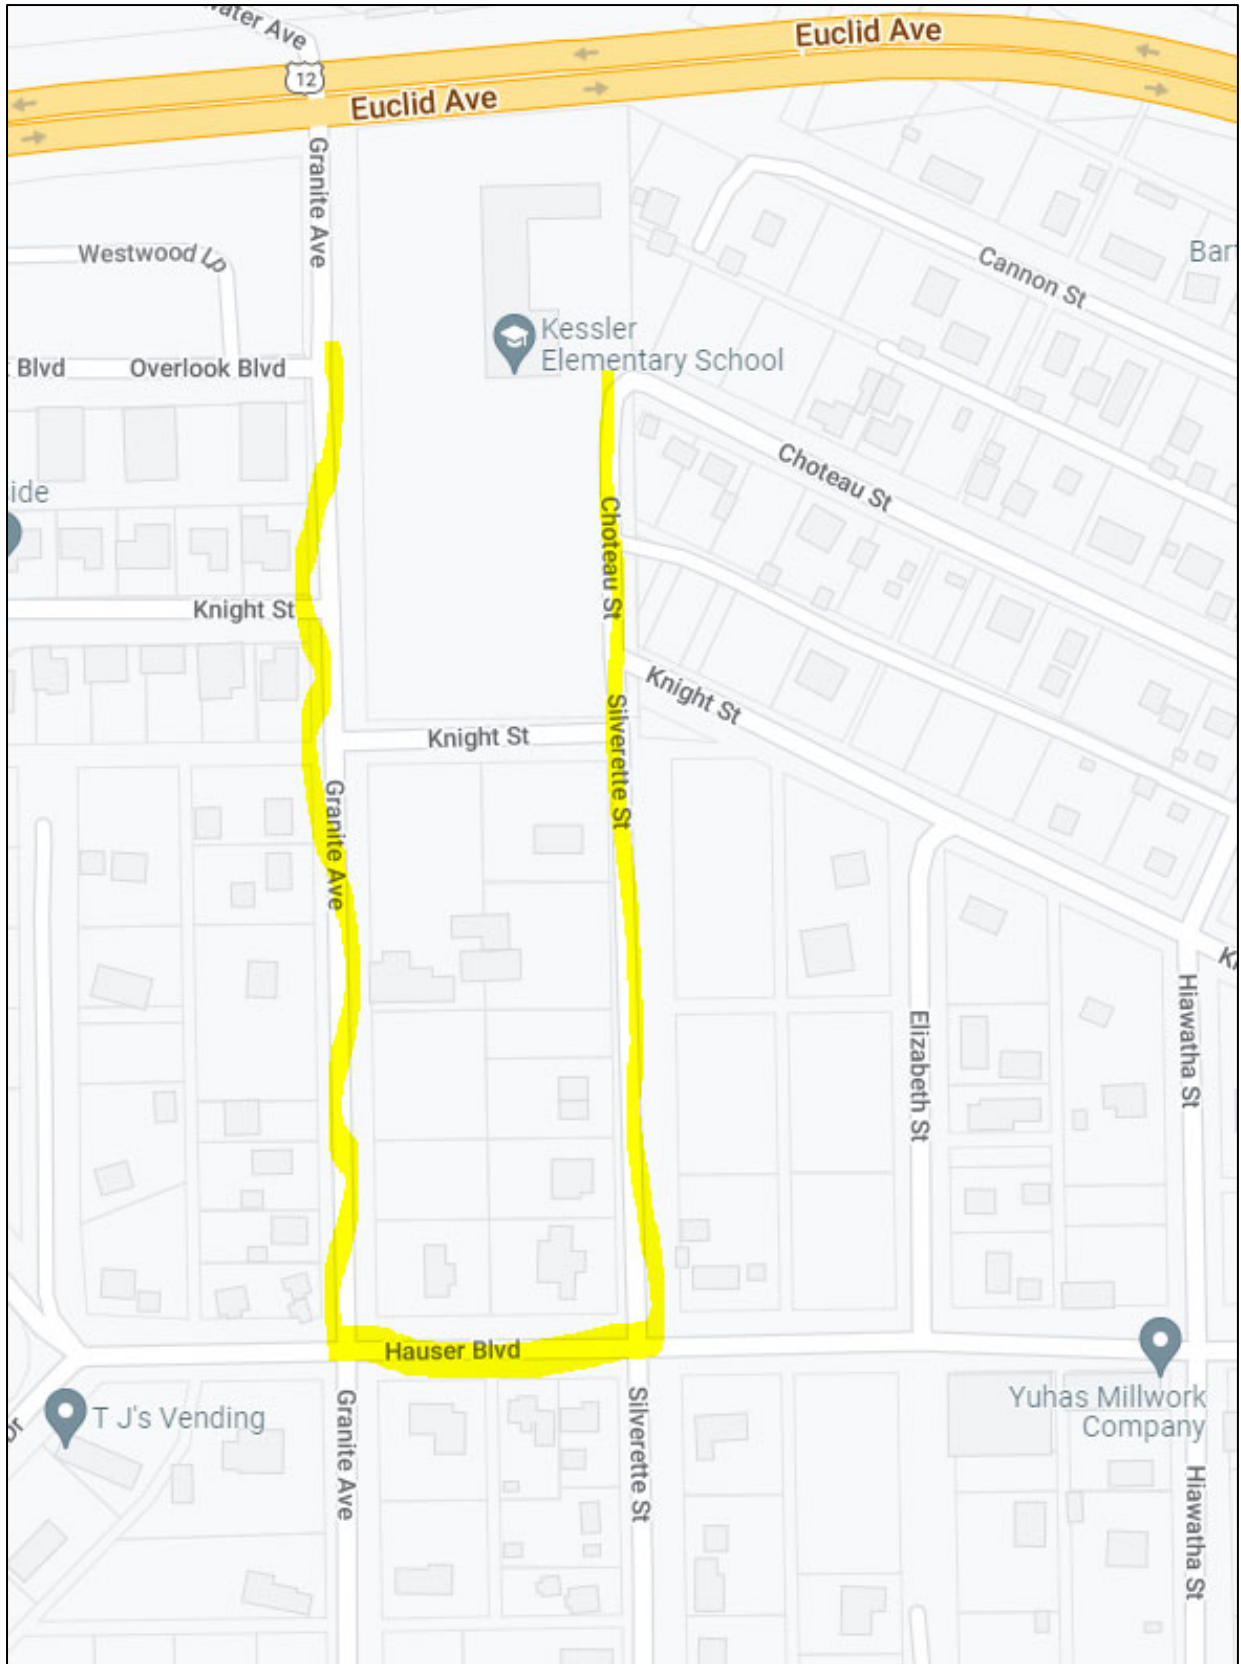 Euclid Ave
12
Euclid Ave
Granite Ave
Westwood Lp
Cannon St
Kessler
Elementary School
Blvd
Overlook Blvd
Choteau St
Choteau St
Knight St
Knight St
Silverette St
Knight St
Granite Ave
Hiawatha St
Elizabeth St
Hauser Blvd
T J's Vending
Granite Ave
Silverette St
Yuhas Millwork
Company
Hiawatha St